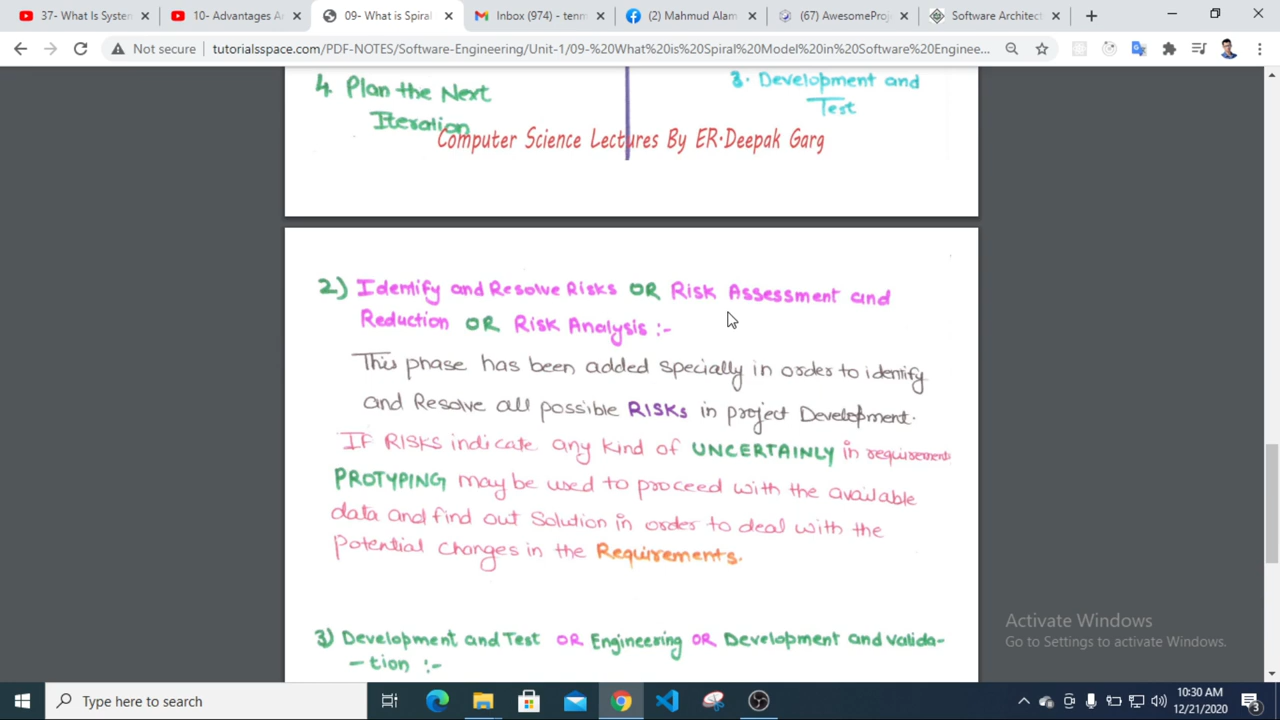 37- What Is System
10- Advantages A
09- What is Spiral
Inbox (974) - tenm
(2) Mahmud Alam
(67) AwesomeProj
Software Architect
Not secure
tutorialsspace.com/PDF-NOTES/Software-Engineering/Unit-1/09-%20What%20is%20Spiral%20Model%20in%20Software%20Enginee...
4. Plan the Next
Iteration
3. Development and
Test
Computer Science Lectures By ER.Deepak Garg
2) Identify and Resolve Risks OR Risk Assessment and
Reduction OR Risk Analysis :-
This phase has been added specially in order to identify
and Resolve all possible RISKS in project Development.
IF RISKS indicate any kind of UNCERTAINLY in requirements
PROTYPING may be used to proceed with the available
data and find out Solution in order to deal with the
potential changes in the Requirements.
3) Development and Test OR Engineering OR Development and valida-
-tion :-
Activate Windows
Go to Settings to activate Windows.
Type here to search
10:30 AM
12/21/2020
3